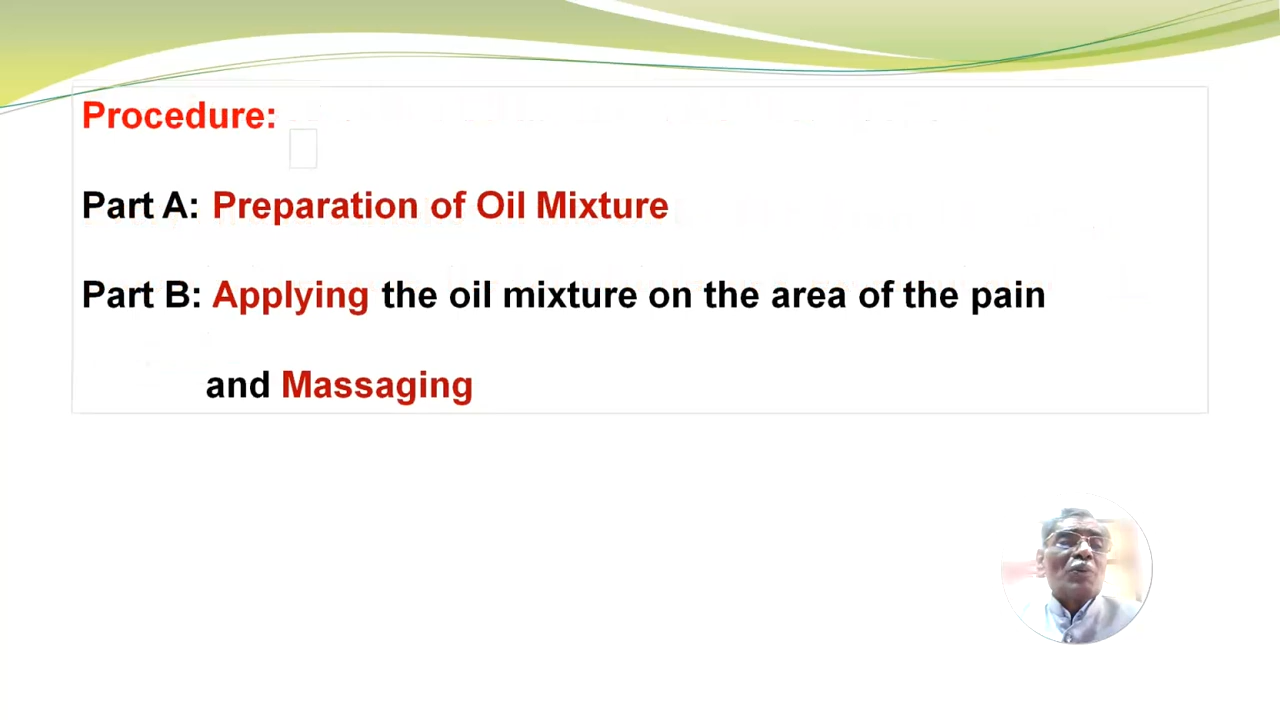 Procedure:
Part A: Preparation of Oil Mixture
Part B: Applying the oil mixture on the area of the pain
and Massaging